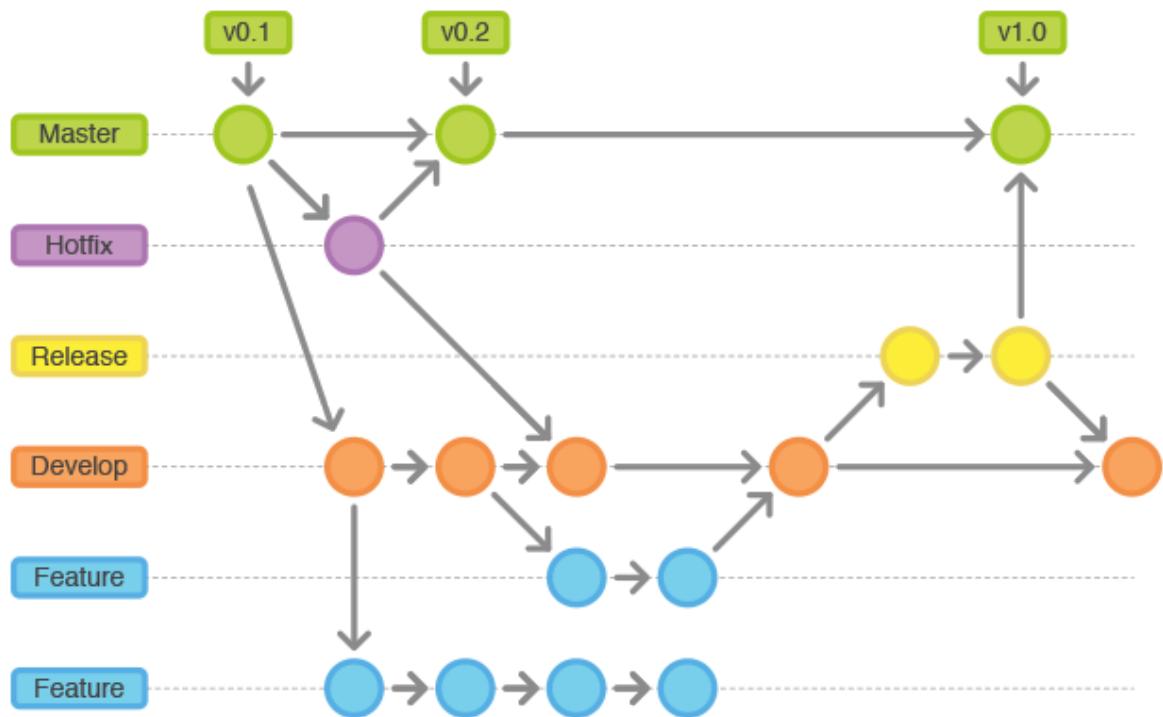 v0.1
v0.2
v1.0
Master
Hotfix
Release
Develop
Feature
Feature